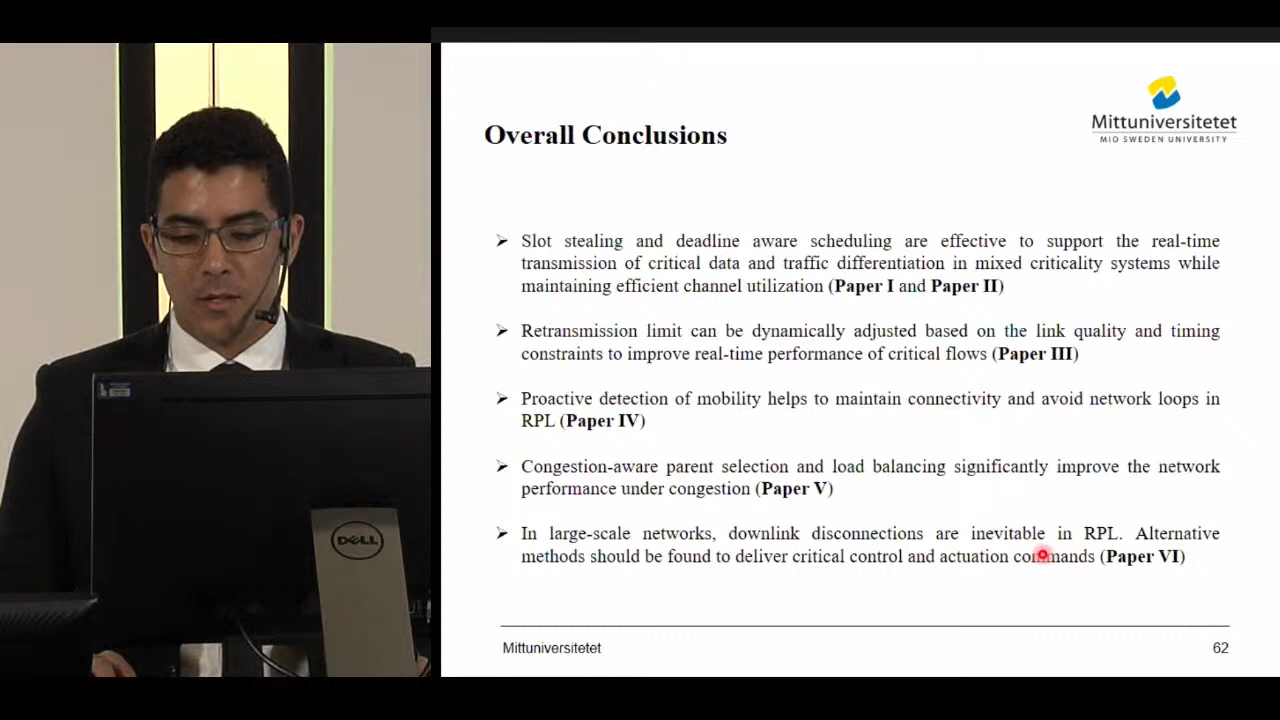 Overall Conclusions
Mittuniversitetet
MID SWEDEN UNIVERSITY
➢ Slot stealing and deadline aware scheduling are effective to support the real-time
transmission of critical data and traffic differentiation in mixed criticality systems while
maintaining efficient channel utilization (Paper I and Paper II)
➢ Retransmission limit can be dynamically adjusted based on the link quality and timing
constraints to improve real-time performance of critical flows (Paper III)
➢ Proactive detection of mobility helps to maintain connectivity and avoid network loops in
RPL (Paper IV)
➢ Congestion-aware parent selection and load balancing significantly improve the network
performance under congestion (Paper V)
➢ In large-scale networks, downlink disconnections are inevitable in RPL. Alternative
methods should be found to deliver critical control and actuation commands (Paper VI)
Mittuniversitetet
62
DELL